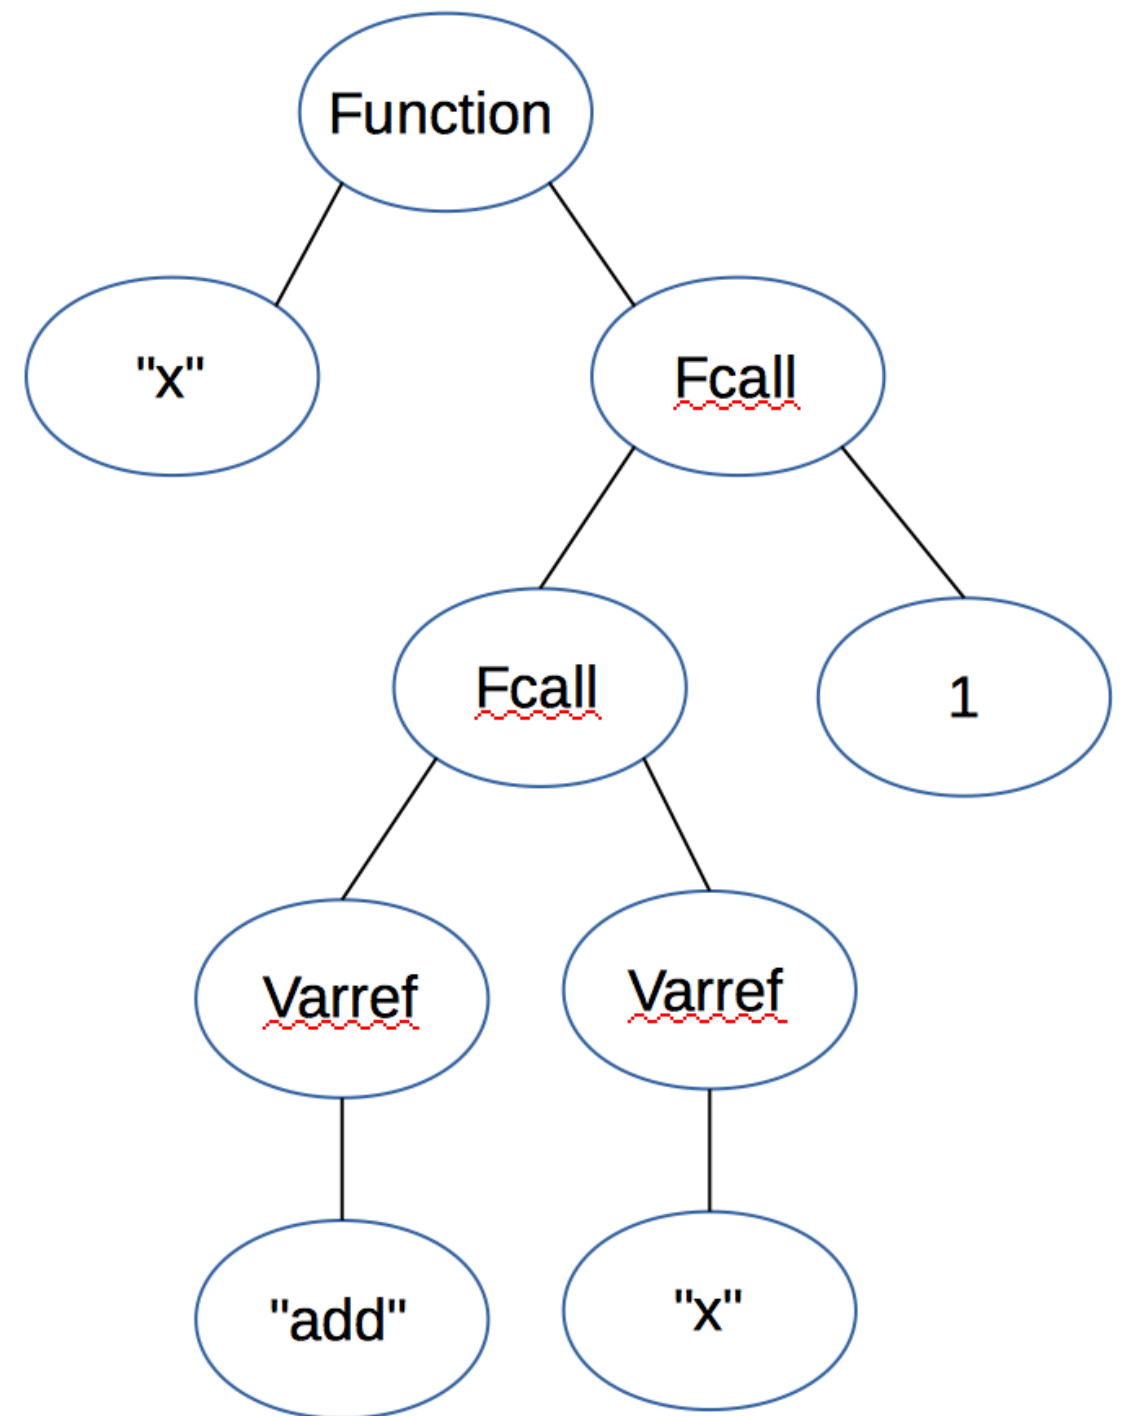 Function
"x"
Fcall
Fcall
1
Varref
Varref
"add"
"x"